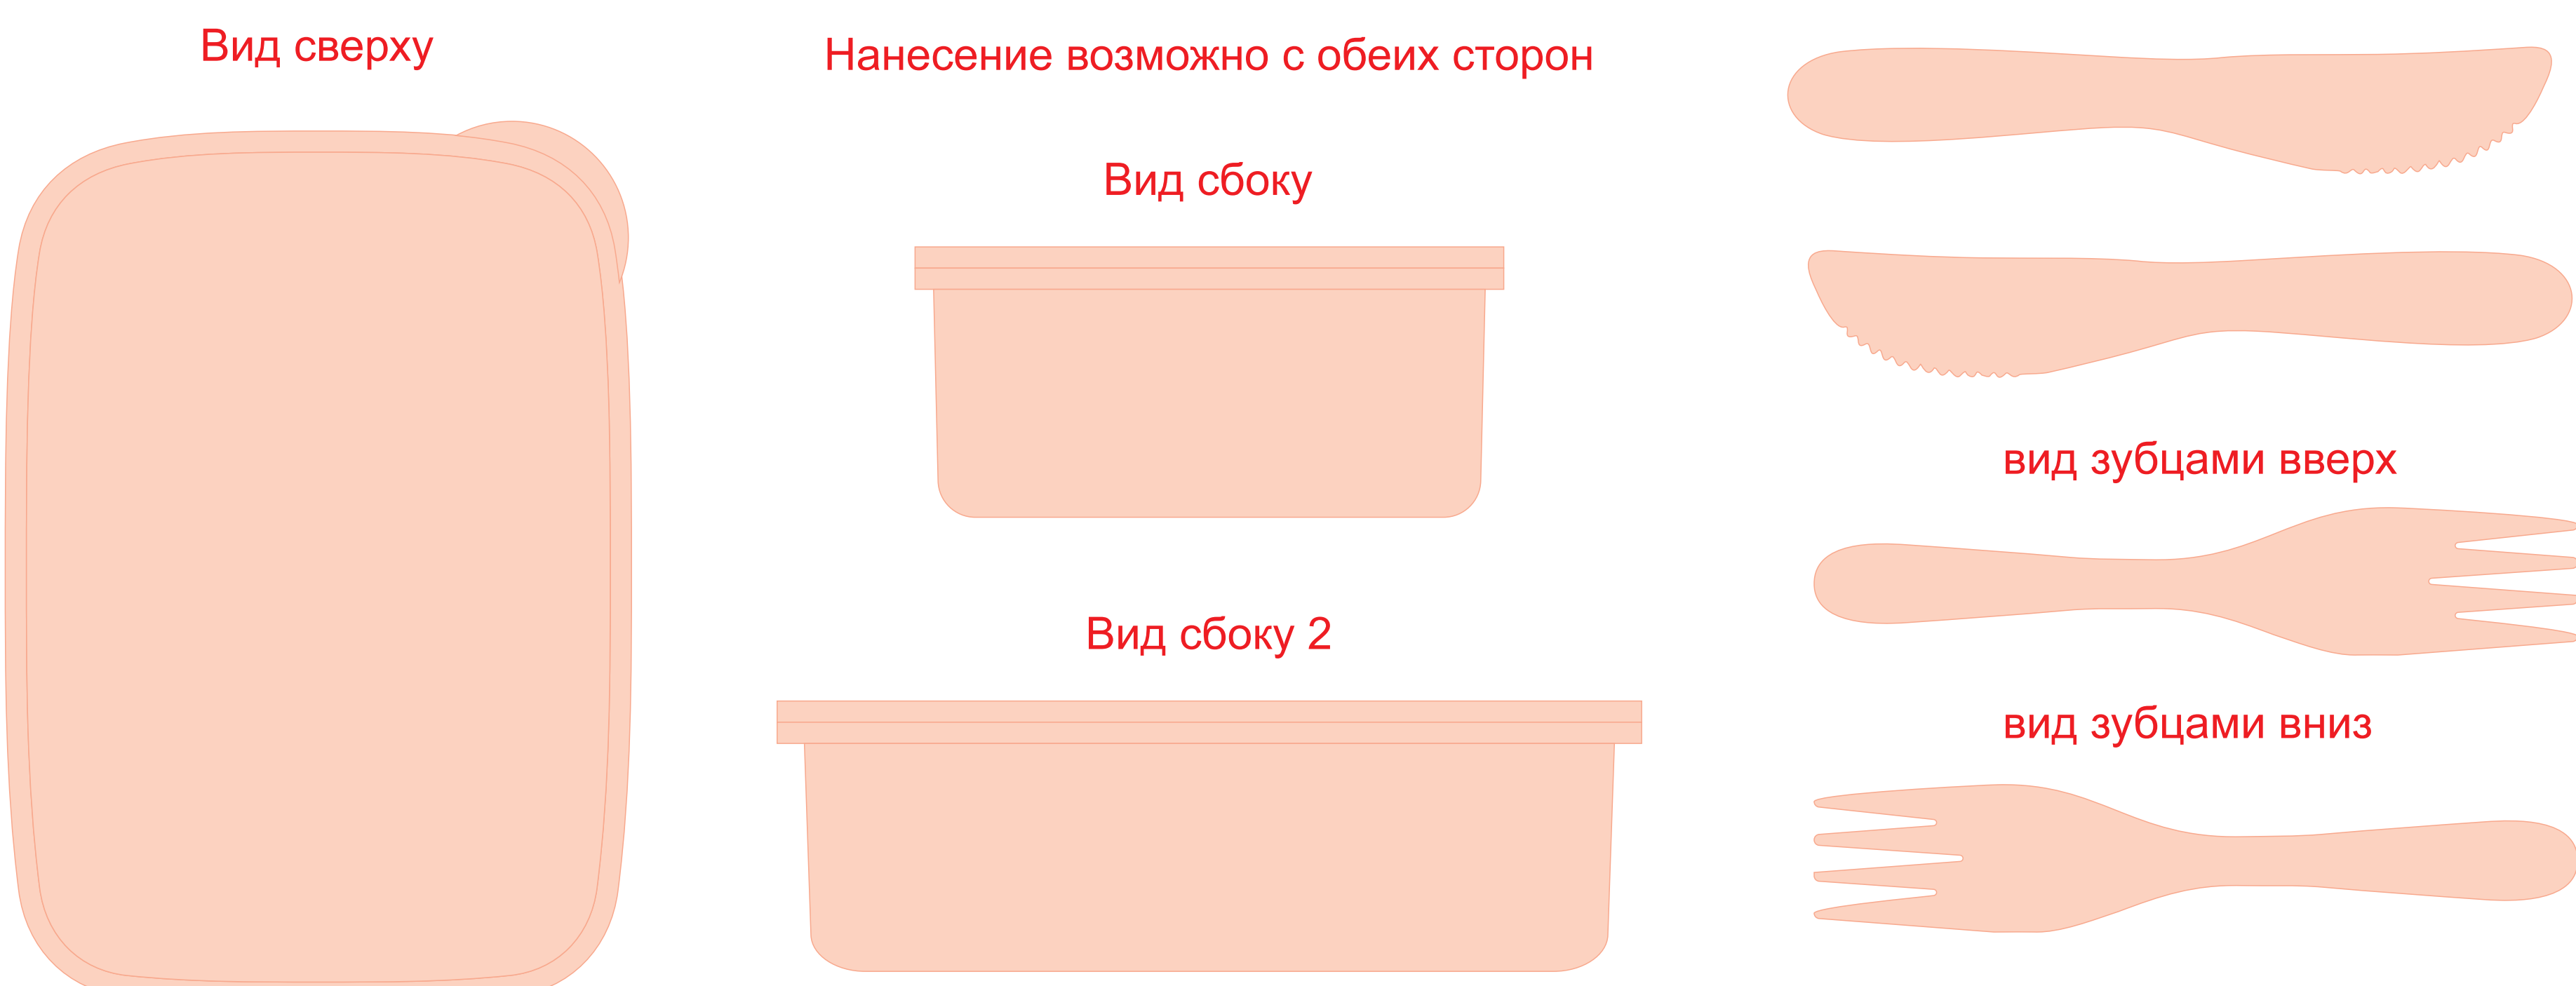 Вид сверху
Нанесение возможно с обеих сторон
Вид сбоку
Вид сбоку 2
вид зубцами вверх
вид зубцами вниз